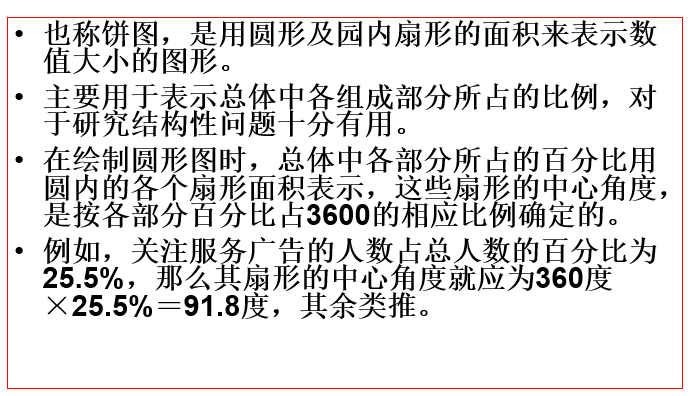 • 也称饼图，是用圆形及园内扇形的面积来表示数
值大小的图形。
• 主要用于表示总体中各组成部分所占的比例，对
于研究结构性问题十分有用。
• 在绘制圆形图时，总体中各部分所占的百分比用
圆内的各个扇形面积表示，这些扇形的中心角度，
是按各部分百分比占3600的相应比例确定的。
• 例如，关注服务广告的人数占总人数的百分比为
25.5%，那么其扇形的中心角度就应为360度
×25.5%＝91.8度，其余类推。